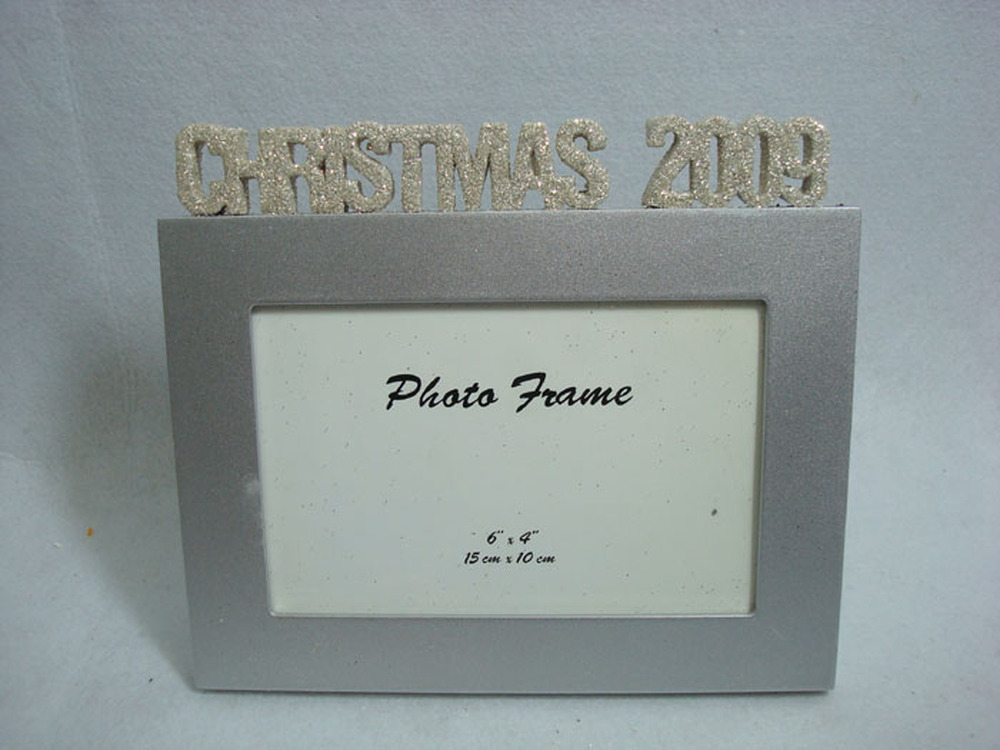 CHRISTMAS 2009
Photo Frame
6" x 4"
15 cm x 10 cm